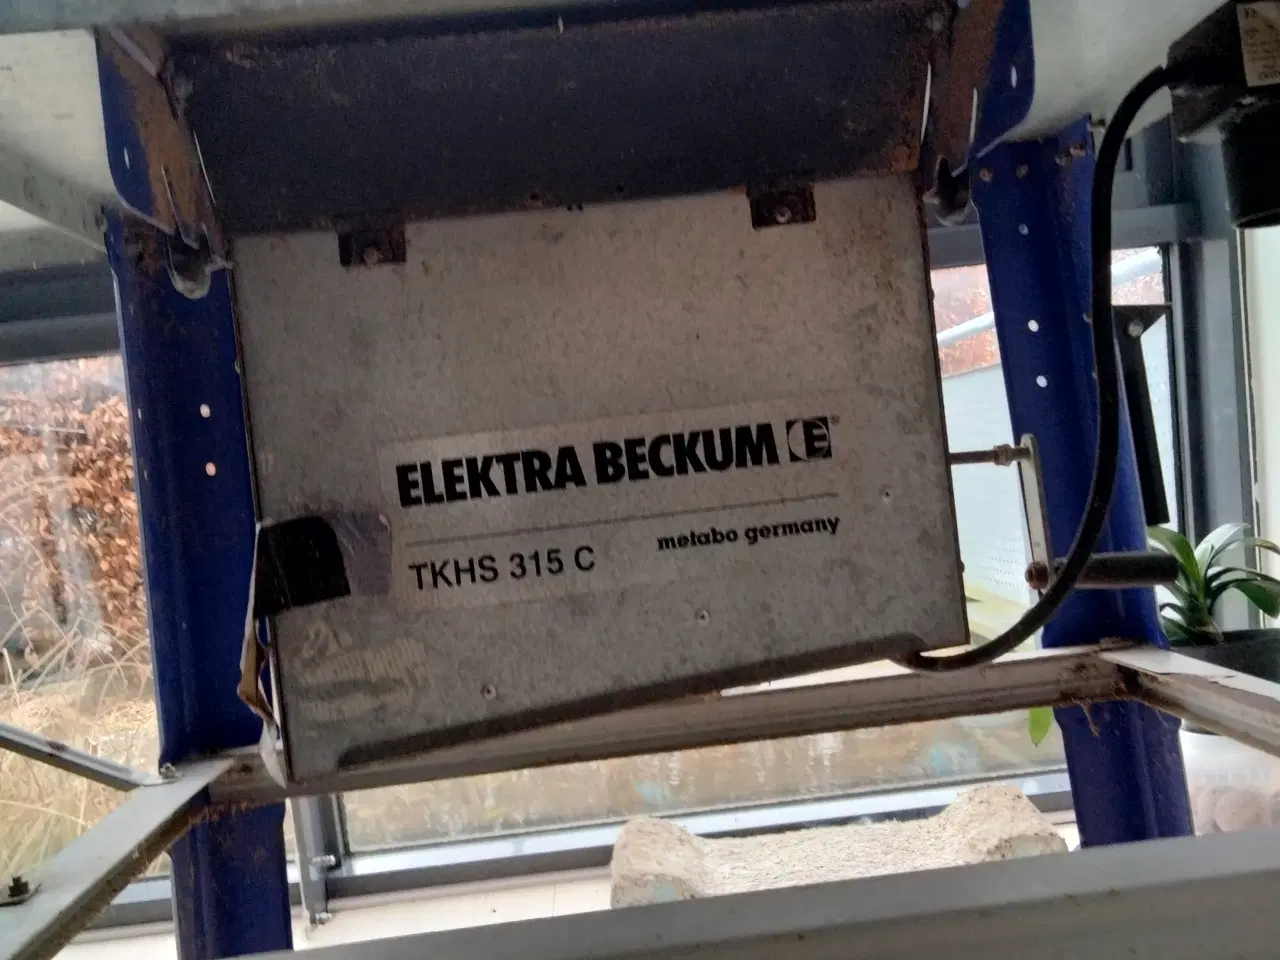 ELEKTRA BECKUM E®
TKHS 315 C
metabo germany